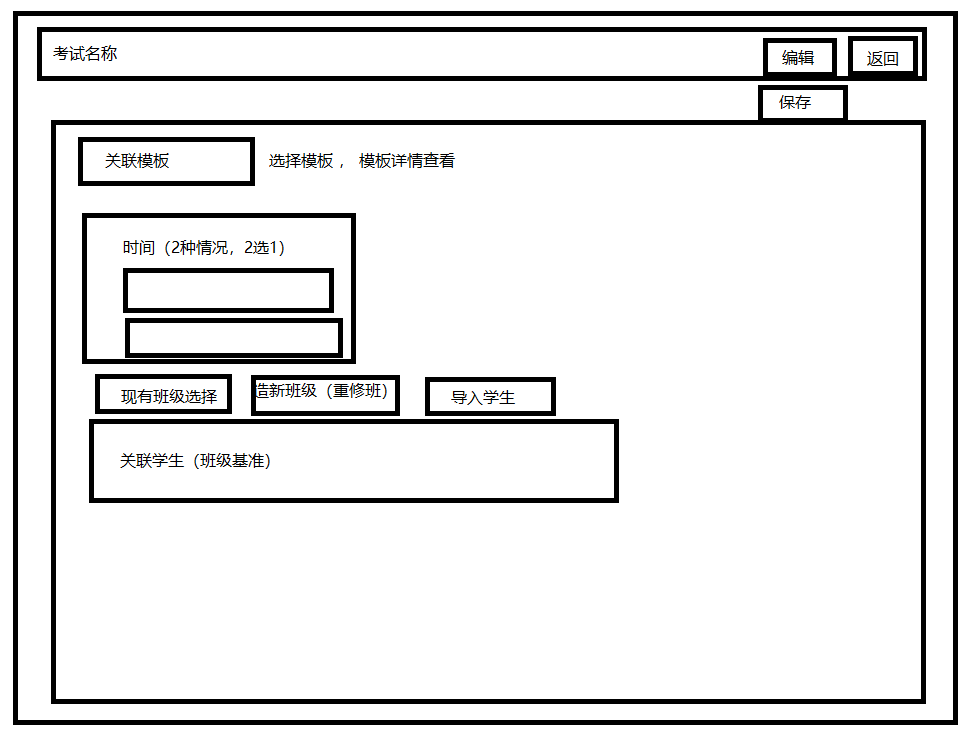 考试名称
编辑
返回
保存
关联模板
选择模板 ， 模板详情查看
时间（2种情况，2选1）
现有班级选择
造新班级（重修班）
导入学生
关联学生（班级基准）